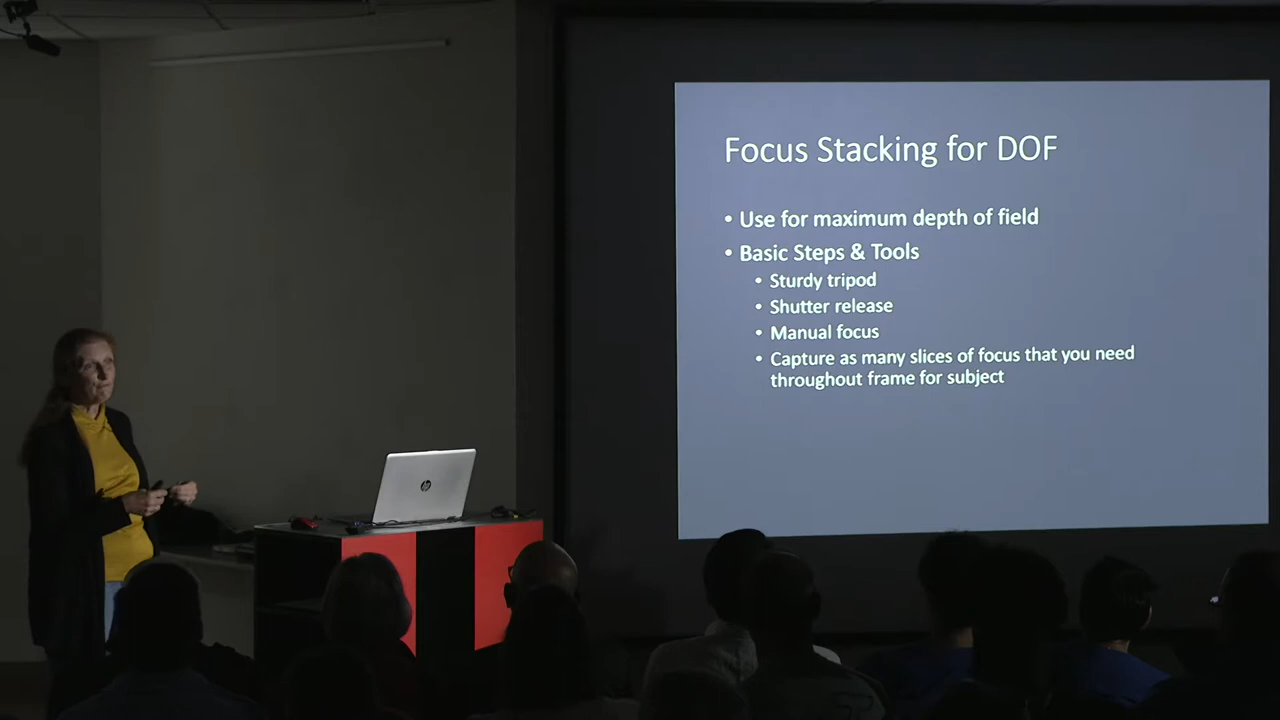 Focus Stacking for DOF
• Use for maximum depth of field
• Basic Steps & Tools
• Sturdy tripod
• Shutter release
• Manual focus
• Capture as many slices of focus that you need
throughout frame for subject
hp